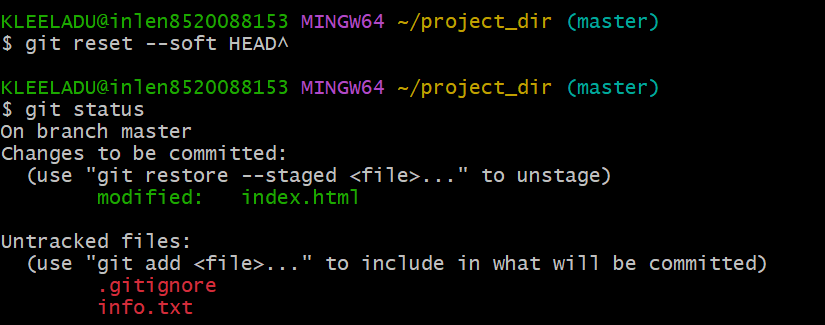 KLEELADU@inlen8520088153 MINGW64 ~/project_dir (master)
$ git reset --soft HEAD^
KLEELADU@inlen8520088153 MINGW64 ~/project_dir (master)
$ git status
On branch master
Changes to be committed:
(use "git restore --staged <file>..." to unstage)
modified: index.html
Untracked files:
(use "git add <file>..." to include in what will be committed)
.gitignore
info.txt